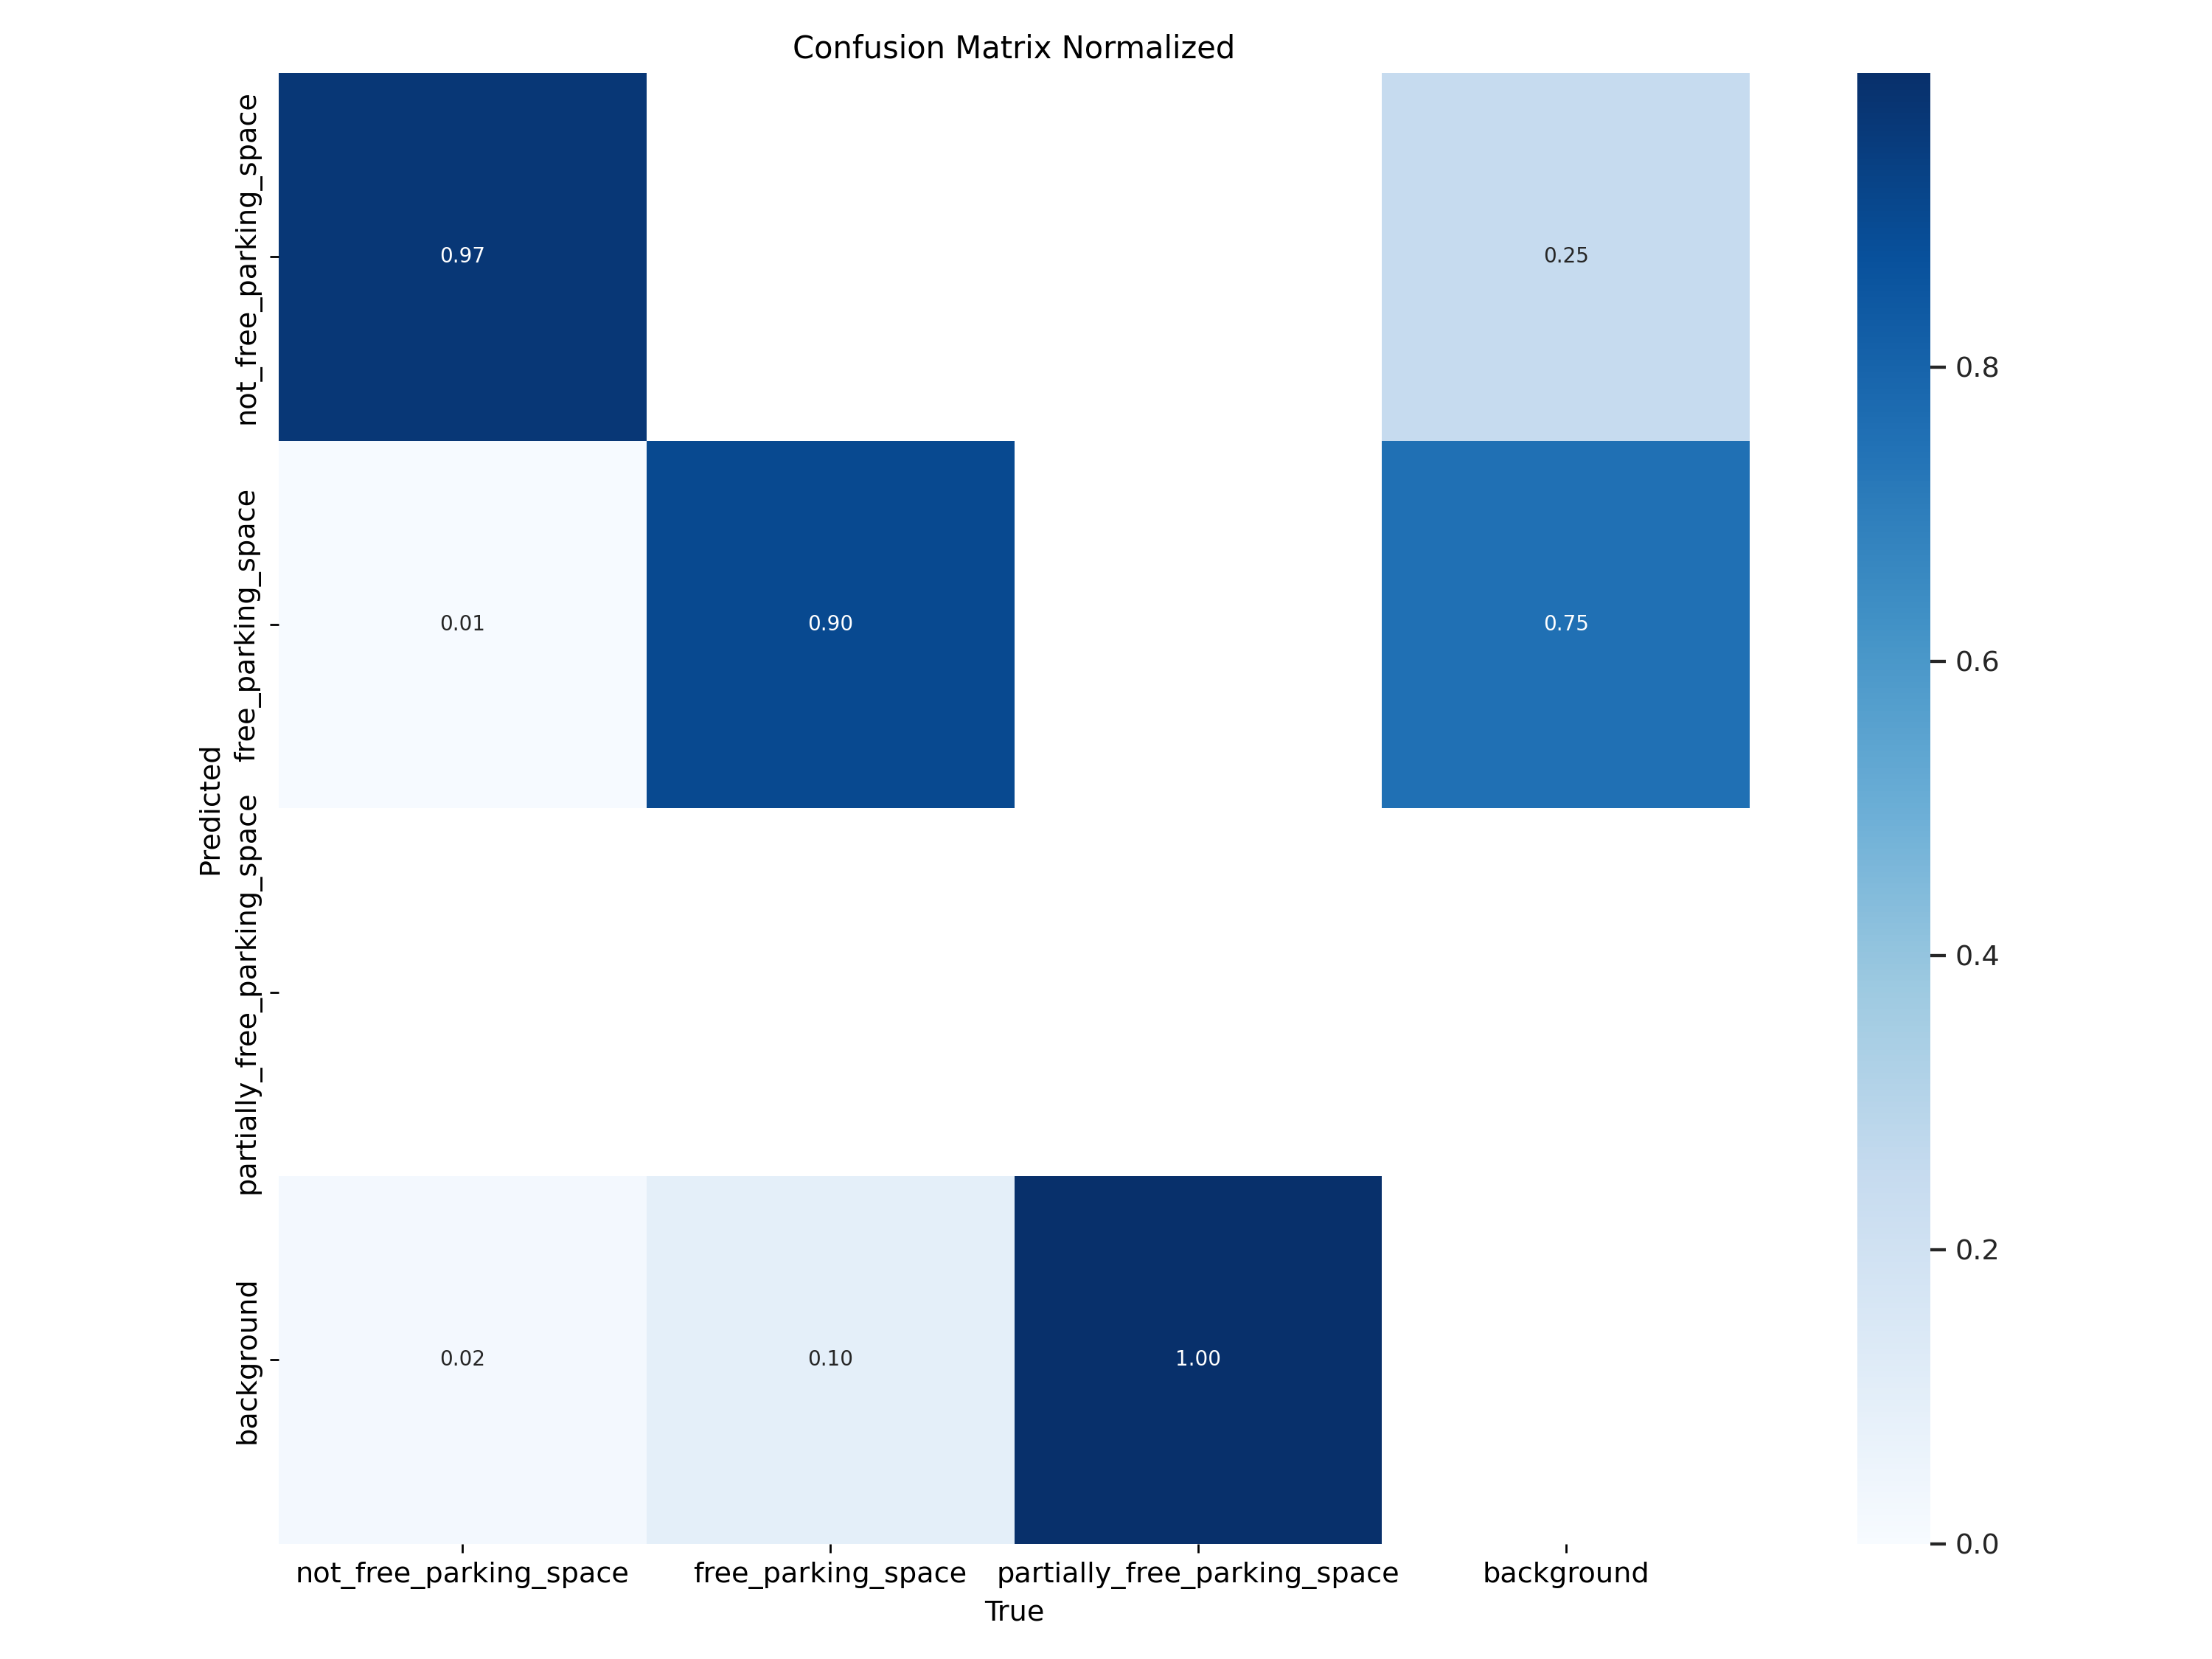 Confusion Matrix Normalized
Predicted
not_free_parking_space
free_parking_space
partially_free_parking_space
background
0.97
0.25
0.01
0.90
0.75
0.02
0.10
1.00
not_free_parking_space
free_parking_space
partially_free_parking_space
background
True
0.8
0.6
0.4
0.2
0.0